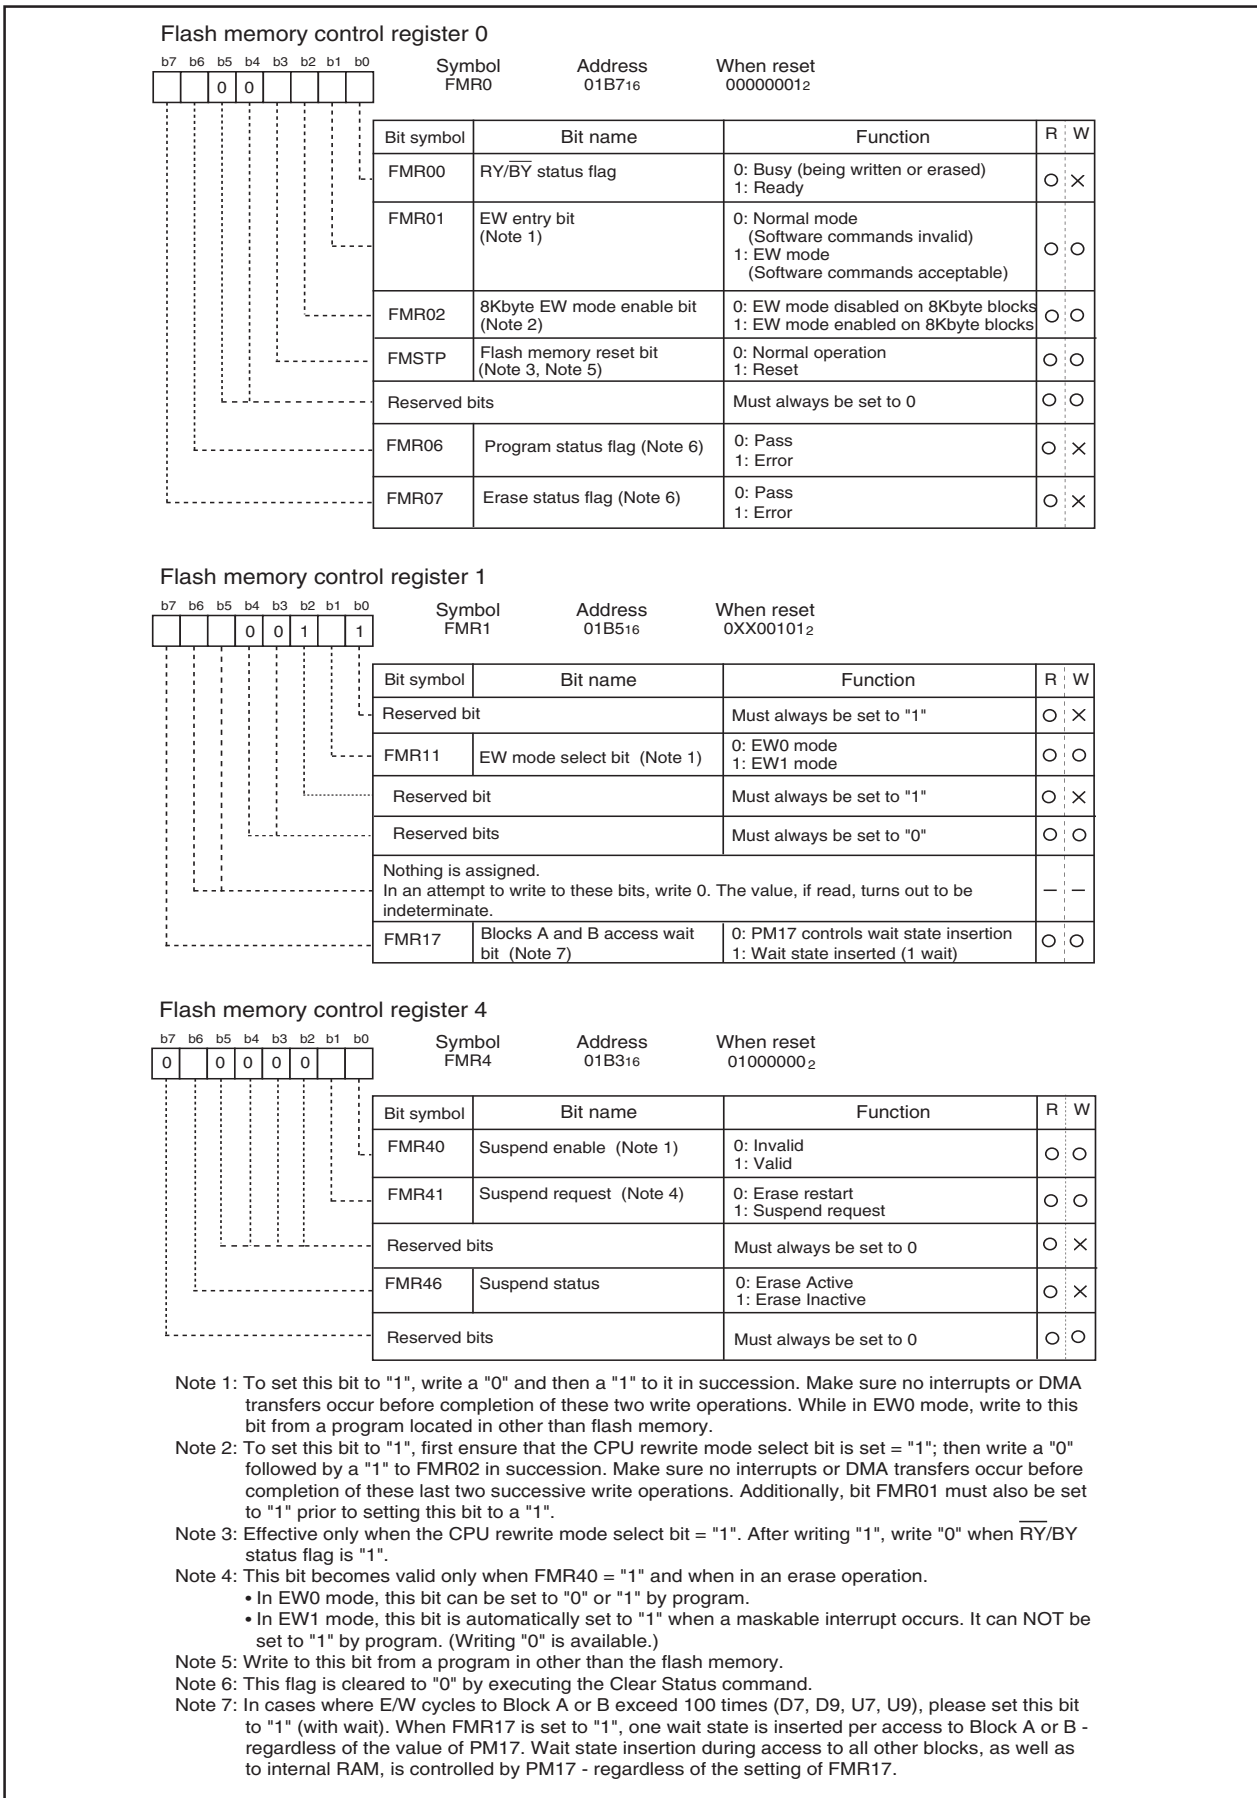 Flash memory control register 0
b7 b6 b5 b4 b3 b2 b1 b0
0 0
Symbol Address When reset
FMR0 01B716 000000012
Bit symbol Bit name Function R W
FMR00 RY/BY status flag 0: Busy (being written or erased)
1: Ready
FMR01 EW entry bit 0: Normal mode
(Note 1) (Software commands invalid)
1: EW mode
(Software commands acceptable)
FMR02 8Kbyte EW mode enable bit 0: EW mode disabled on 8Kbyte blocks
(Note 2) 1: EW mode enabled on 8Kbyte blocks
FMSTP Flash memory reset bit 0: Normal operation
(Note 3, Note 5) 1: Reset
Reserved bits Must always be set to 0
FMR06 Program status flag (Note 6) 0: Pass
1: Error
FMR07 Erase status flag (Note 6) 0: Pass
1: Error
Flash memory control register 1
b7 b6 b5 b4 b3 b2 b1 b0
0 0 1 1
Symbol Address When reset
FMR1 01B516 0XX001012
Bit symbol Bit name Function R W
Reserved bit Must always be set to "1"
FMR11 EW mode select bit (Note 1) 0: EW0 mode
1: EW1 mode
Reserved bit Must always be set to "1"
Reserved bits Must always be set to "0"
Nothing is assigned.
In an attempt to write to these bits, write 0. The value, if read, turns out to be
indeterminate.
FMR17 Blocks A and B access wait 0: PM17 controls wait state insertion
bit (Note 7) 1: Wait state inserted (1 wait)
Flash memory control register 4
b7 b6 b5 b4 b3 b2 b1 b0
0 0 0 0 0
Symbol Address When reset
FMR4 01B316 010000002
Bit symbol Bit name Function R W
FMR40 Suspend enable (Note 1) 0: Invalid
1: Valid
FMR41 Suspend request (Note 4) 0: Erase restart
1: Suspend request
Reserved bits Must always be set to 0
FMR46 Suspend status 0: Erase Active
1: Erase Inactive
Reserved bits Must always be set to 0
Note 1: To set this bit to "1", write a "0" and then a "1" to it in succession. Make sure no interrupts or DMA
transfers occur before completion of these two write operations. While in EW0 mode, write to this
bit from a program located in other than flash memory.
Note 2: To set this bit to "1", first ensure that the CPU rewrite mode select bit is set = "1"; then write a "0"
followed by a "1" to FMR02 in succession. Make sure no interrupts or DMA transfers occur before
completion of these last two successive write operations. Additionally, bit FMR01 must also be set
to "1" prior to setting this bit to a "1".
Note 3: Effective only when the CPU rewrite mode select bit = "1". After writing "1", write "0" when RY/BY
status flag is "1".
Note 4: This bit becomes valid only when FMR40 = "1" and when in an erase operation.
• In EW0 mode, this bit can be set to "0" or "1" by program.
• In EW1 mode, this bit is automatically set to "1" when a maskable interrupt occurs. It can NOT be
set to "1" by program. (Writing "0" is available.)
Note 5: Write to this bit from a program in other than the flash memory.
Note 6: This flag is cleared to "0" by executing the Clear Status command.
Note 7: In cases where E/W cycles to Block A or B exceed 100 times (D7, D9, U7, U9), please set this bit
to "1" (with wait). When FMR17 is set to "1", one wait state is inserted per access to Block A or B -
regardless of the value of PM17. Wait state insertion during access to all other blocks, as well as
to internal RAM, is controlled by PM17 - regardless of the setting of FMR17.